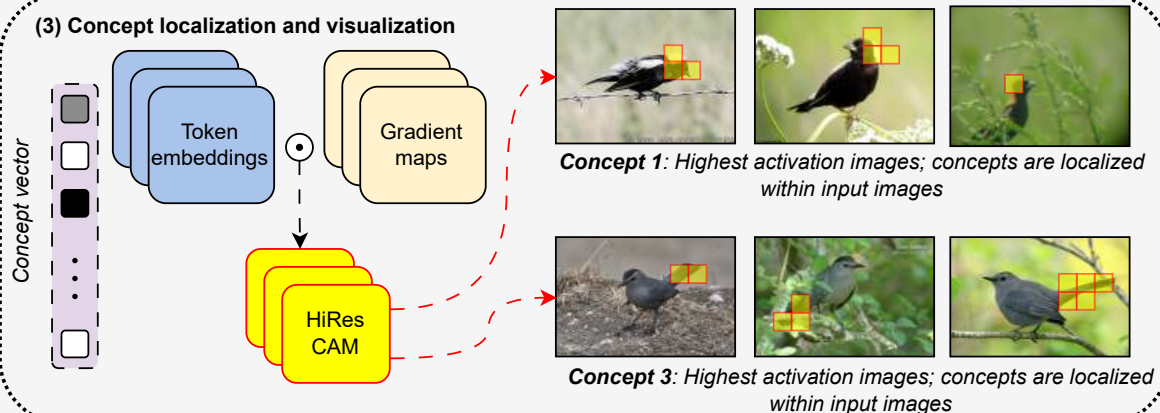 (3) Concept localization and visualization
Concept vector
Token
embeddings
Gradient
maps
HiRes
CAM
Concept 1: Highest activation images; concepts are localized
within input images
Concept 3: Highest activation images; concepts are localized
within input images